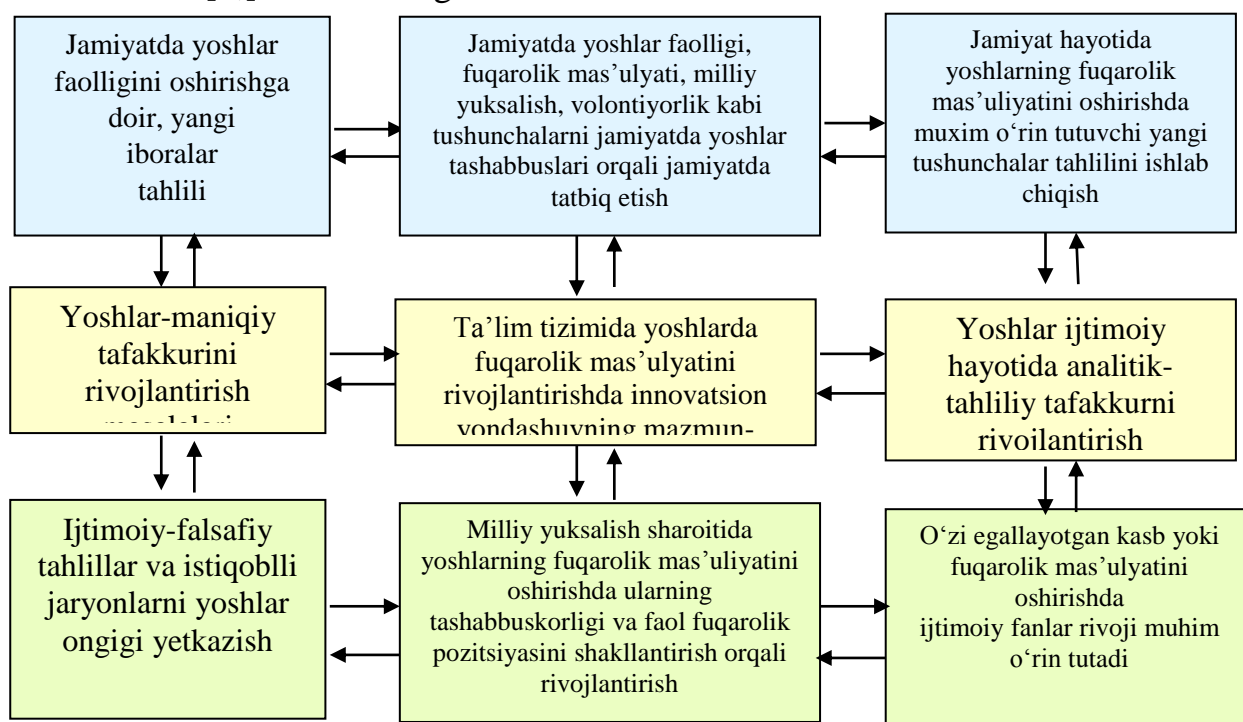 Jamiyatda yoshlar
faolligini oshirishga
doir, yangi
iboralar
tahlili
Jamiyatda yoshlar faolligi,
fuqarolik mas’ulyati, milliy
yuksalish, volontiyorlik kabi
tushunchalarni jamiyatda yoshlar
tashabbuslari orqali jamiyatda
tatbiq etish
Jamiyat hayotida
yoshlarning fuqarolik
mas’uliyatini oshirishda
muxim o‘rin tutuvchi yangi
tushunchalar tahlilini ishlab
chiqish
Yoshlar-maniqiy
tafakkurini
rivojlantirish
Ta’lim tizimida yoshlarda
fuqarolik mas’ulyatini
rivojlantirishda innovatsion
yondashuvning mazmun-
Yoshlar ijtimoiy
hayotida analitik-
tahliliy tafakkurni
rivojlantirish
Ijtimoiy-falsafiy
tahlillar va istiqoblli
jaryonlarni yoshlar
ongigi yetkazish
Milliy yuksalish sharoitida
yoshlarning fuqarolik mas’uliyatini
oshirishda ularning
tashabbuskorligi va faol fuqarolik
pozitsiyasini shakllantirish orqali
rivojlantirish
O‘zi egallayotgan kasb yoki
fuqarolik mas’ulyatini
oshirishda
ijtimoiy fanlar rivoji muhim
o‘rin tutadi